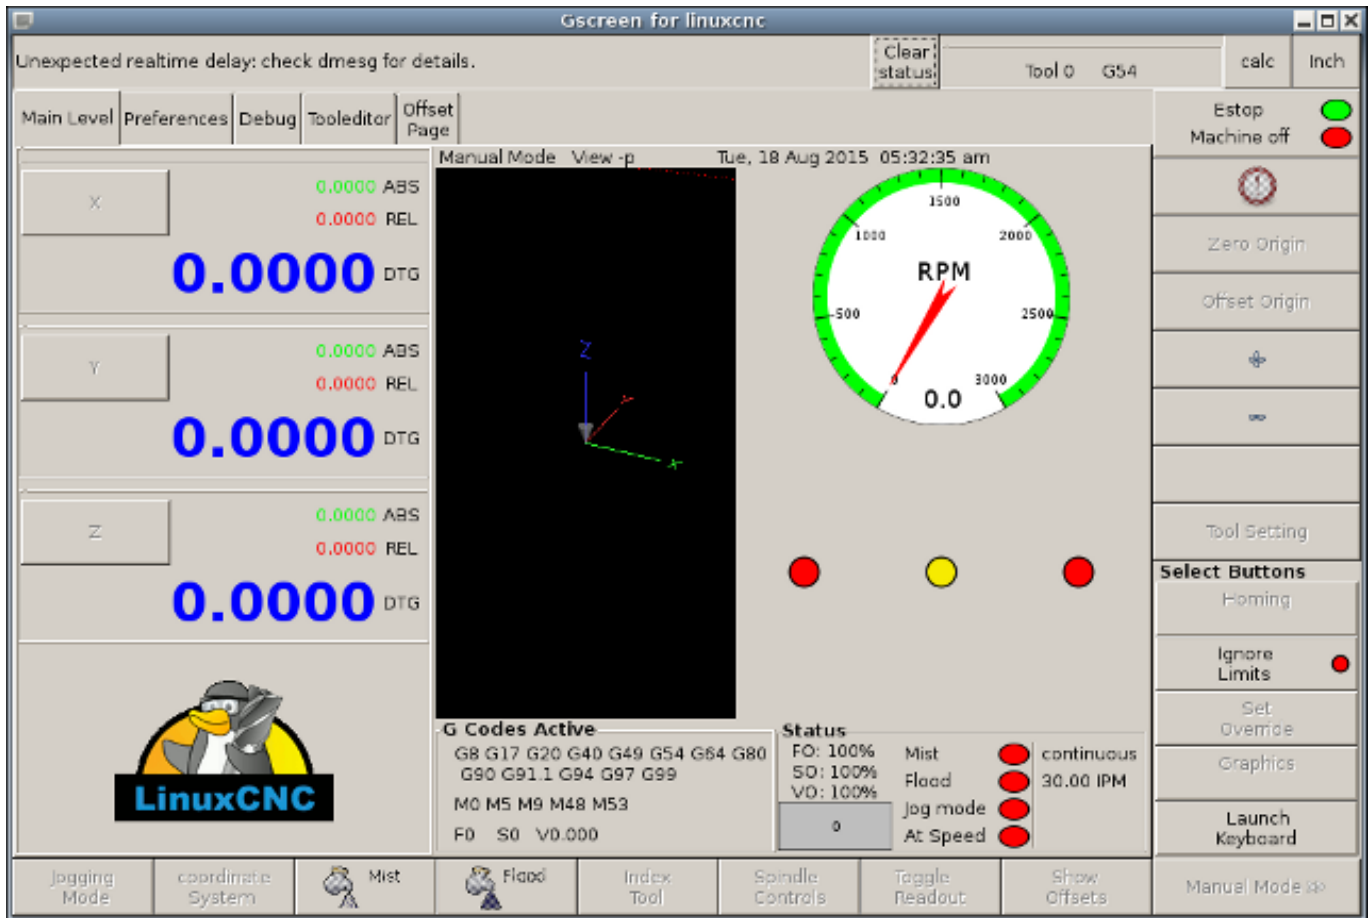 Gscreen for linuxcnc
Unexpected realtime delay: check dmesg for details.
Clear
status
Tool 0 G54
calc
Inch
Main Level
Preferences
Debug
Tooleditor
Offset
Page
Estop
Machine off
Manual Mode View -p Tue, 18 Aug 2015 05:32:35 am
X
0.0000 ABS
0.0000 REL
0.0000 DTG
Y
0.0000 ABS
0.0000 REL
0.0000 DTG
Z
0.0000 ABS
0.0000 REL
0.0000 DTG
LinuxCNC
Z
Y
X
1500
1000
2000
RPM
500
2500
0
3000
0.0
Zero Origin
Offset Origin
Tool Setting
Select Buttons
Homing
Ignore
Limits
Set
Override
Graphics
Launch
Keyboard
G Codes Active
G8 G17 G20 G40 G49 G54 G64 G80
G90 G91.1 G94 G97 G99
M0 M5 M9 M48 M53
F0 S0 V0.000
Status
FO: 100%
SO: 100%
VO: 100%
0
Mist
Flood
Jog mode
At Speed
continuous
30.00 IPM
Jogging
Mode
coordinate
System
Mist
Flood
Index
Tool
Spindle
Controls
Toggle
Readout
Show
Offsets
Manual Mode >>